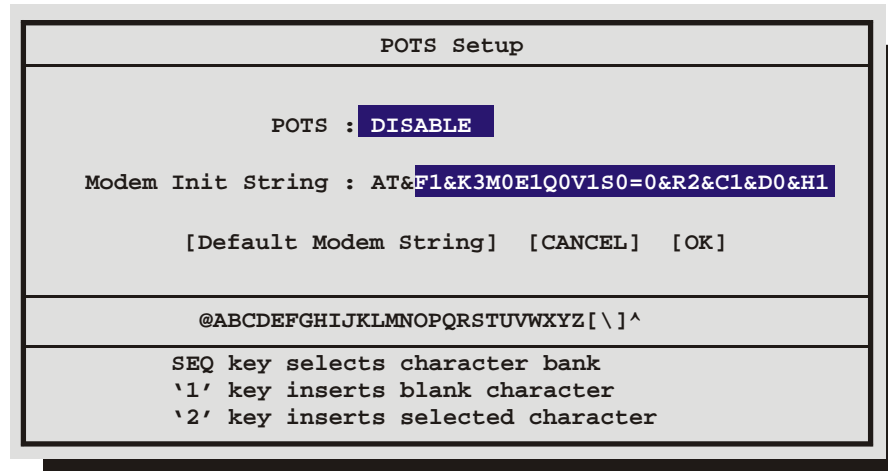 POTS Setup
POTS : DISABLE
Modem Init String : AT&F1&K3M0E1Q0V1S0=0&R2&C1&D0&H1
[Default Modem String] [CANCEL] [OK]
@ABCDEFGHIJKLMNOPQRSTUVWXYZ[\]^
SEQ key selects character bank
‘1’ key inserts blank character
‘2’ key inserts selected character